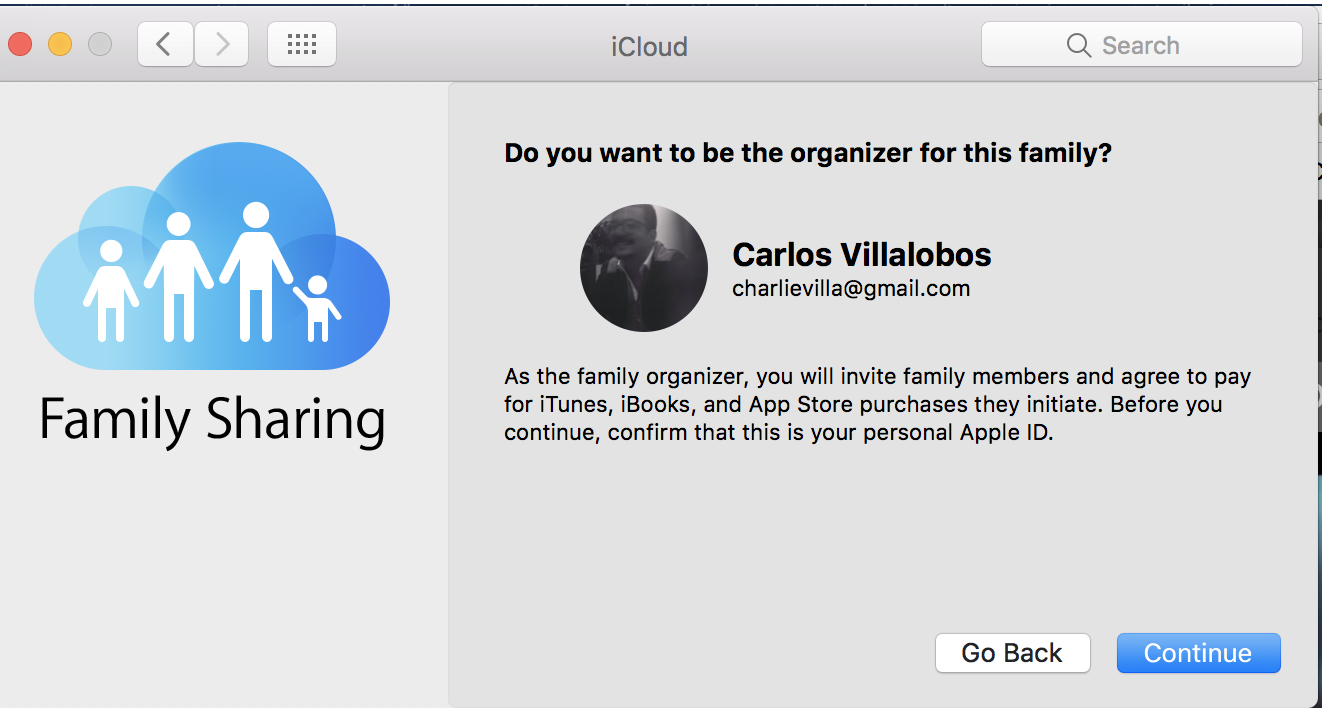 iCloud
Search
Family Sharing
Do you want to be the organizer for this family?
Carlos Villalobos
charlievilla@gmail.com
As the family organizer, you will invite family members and agree to pay
for iTunes, iBooks, and App Store purchases they initiate. Before you
continue, confirm that this is your personal Apple ID.
Go Back
Continue